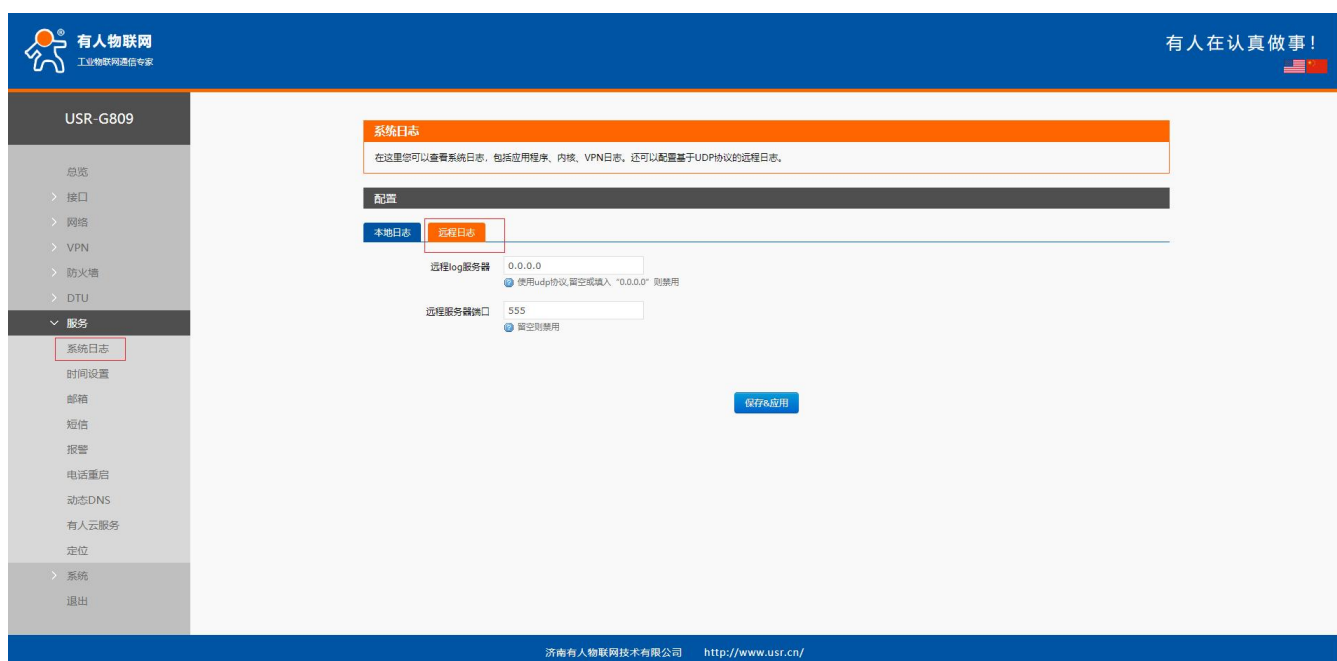 有人物联网
工业物联网通信专家
有人在认真做事！
USR-G809
总览
接口
网络
VPN
防火墙
DTU
服务
系统日志
时间设置
邮箱
短信
报警
电话重启
动态DNS
有人云服务
定位
系统
退出
系统日志
在这里您可以查看系统日志，包括应用程序、内核、VPN日志。还可以配置基于UDP协议的远程日志。
配置
本地日志 远程日志
远程log服务器 0.0.0.0
使用udp协议,留空或填入 “0.0.0.0” 则禁用
远程服务器端口 555
留空则禁用
保存&应用
济南有人物联网技术有限公司 http://www.usr.cn/